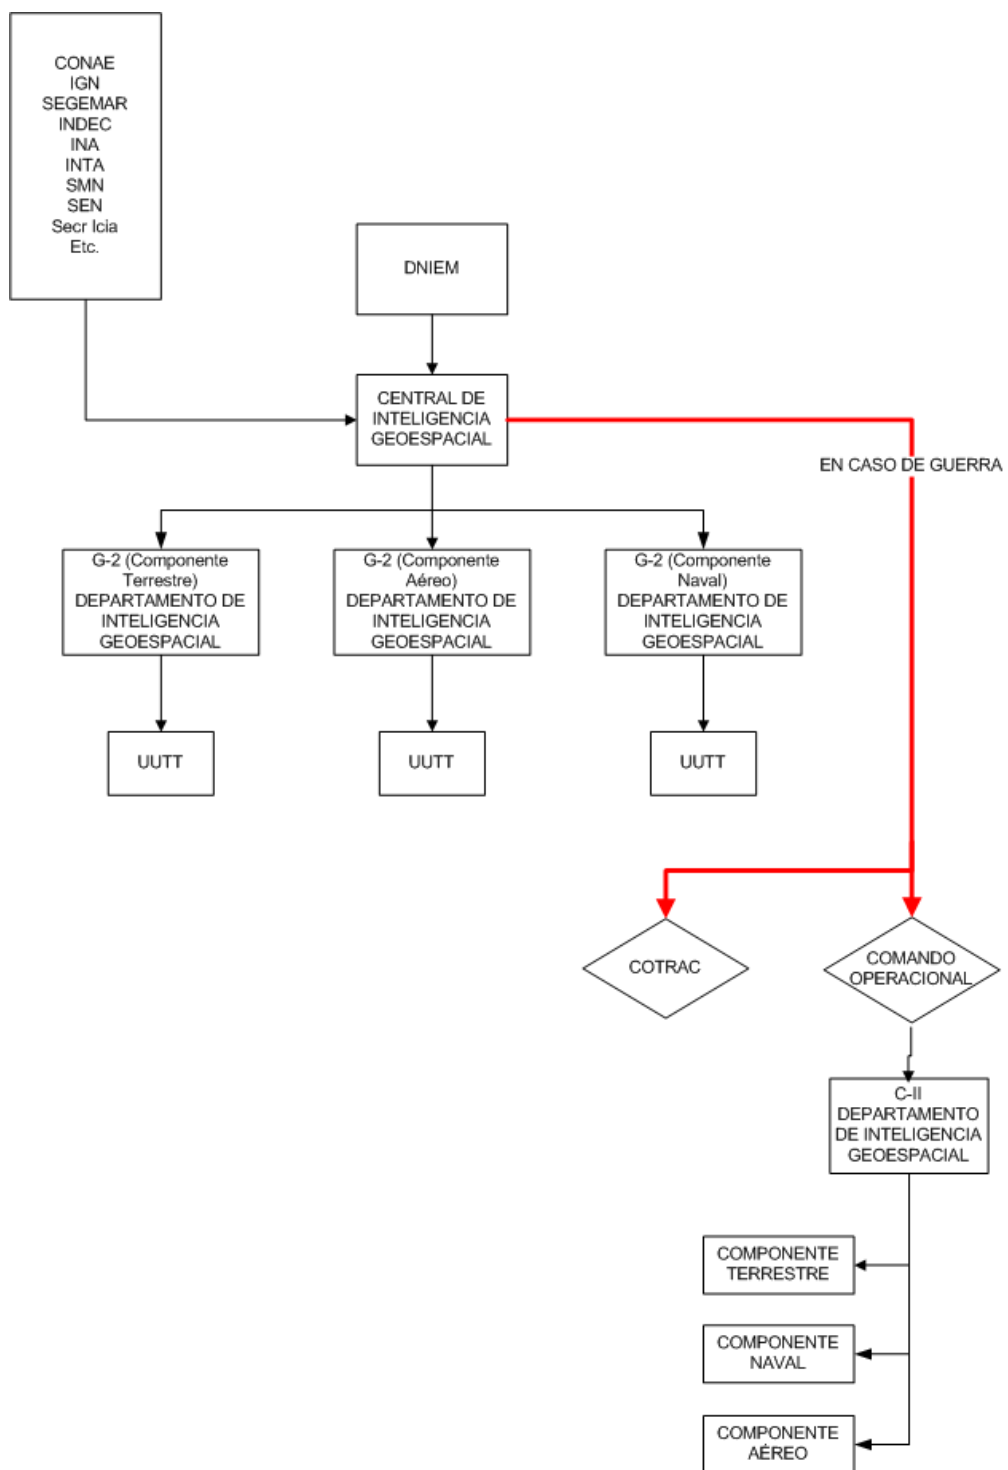 CONAE
IGN
SEGEMAR
INDEC
INA
INTA
SMN
SEN
Secr Icia
Etc.
DNIEM
CENTRAL DE
INTELIGENCIA
GEOESPACIAL
EN CASO DE GUERRA
G-2 (Componente
Terrestre)
DEPARTAMENTO DE
INTELIGENCIA
GEOESPACIAL
G-2 (Componente
Aéreo)
DEPARTAMENTO DE
INTELIGENCIA
GEOESPACIAL
G-2 (Componente
Naval)
DEPARTAMENTO DE
INTELIGENCIA
GEOESPACIAL
UUTT
UUTT
UUTT
COTRAC
COMANDO
OPERACIONAL
C-II
DEPARTAMENTO
DE INTELIGENCIA
GEOESPACIAL
COMPONENTE
TERRESTRE
COMPONENTE
NAVAL
COMPONENTE
AÉREO